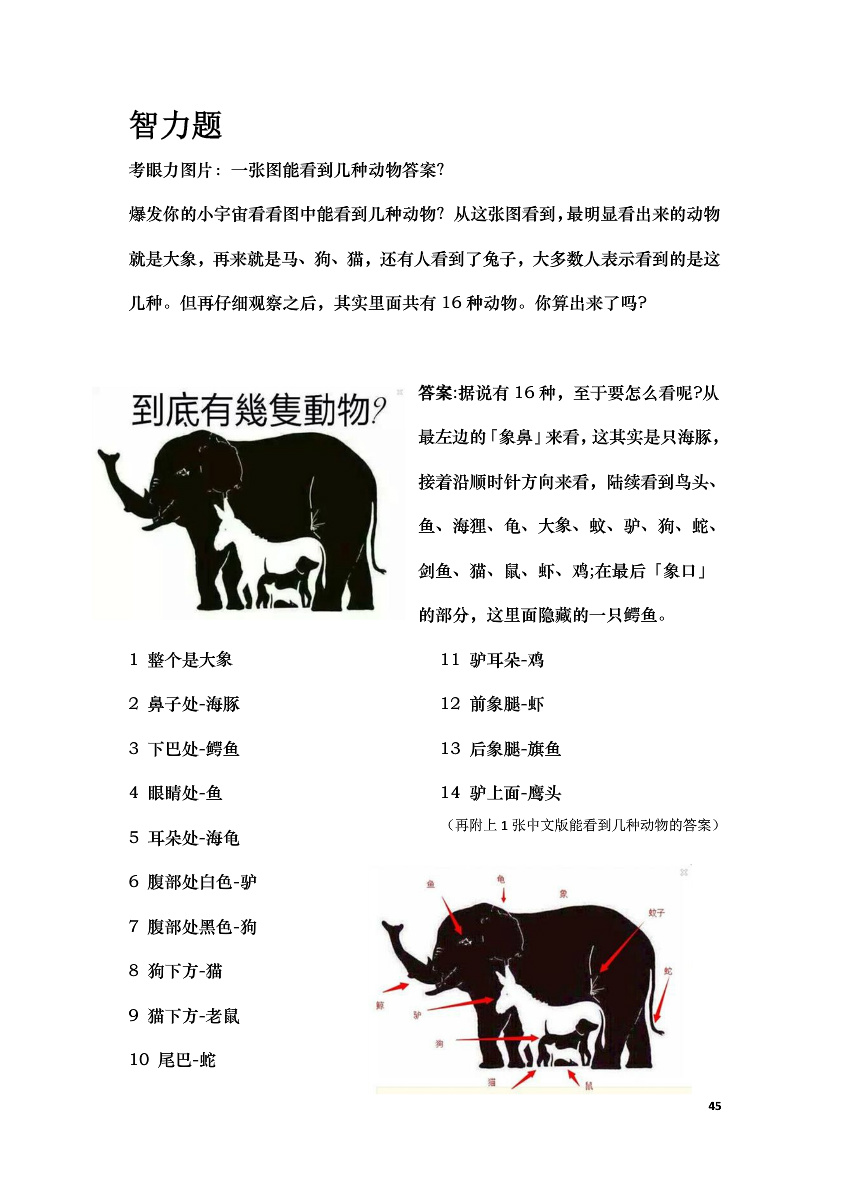 智力题
考眼力图片：一张图能看到几种动物答案？
爆发你的小宇宙看看图中能看到几种动物？从这张图看到，最明显看出来的动物
就是大象，再来就是马、狗、猫，还有人看到了兔子，大多数人表示看到的是这
几种。但再仔细观察之后，其实里面共有 16 种动物。你算出来了吗?
到底有幾隻動物?
答案:据说有 16 种，至于要怎么看呢?从
最左边的「象鼻」来看，这其实是只海豚，
接着沿顺时针方向来看，陆续看到鸟头、
鱼、海狸、龟、大象、蚊、驴、狗、蛇、
剑鱼、猫、鼠、虾、鸡;在最后「象口」
的部分，这里面隐藏的一只鳄鱼。
1 整个是大象
2 鼻子处-海豚
3 下巴处-鳄鱼
4 眼睛处-鱼
5 耳朵处-海龟
6 腹部处白色-驴
7 腹部处黑色-狗
8 狗下方-猫
9 猫下方-老鼠
10 尾巴-蛇
11 驴耳朵-鸡
12 前象腿-虾
13 后象腿-旗鱼
14 驴上面-鹰头
（再附上 1 张中文版能看到几种动物的答案）
鱼
龟
象
蚊子
蛇
鲸
驴
狗
猫
鼠
45